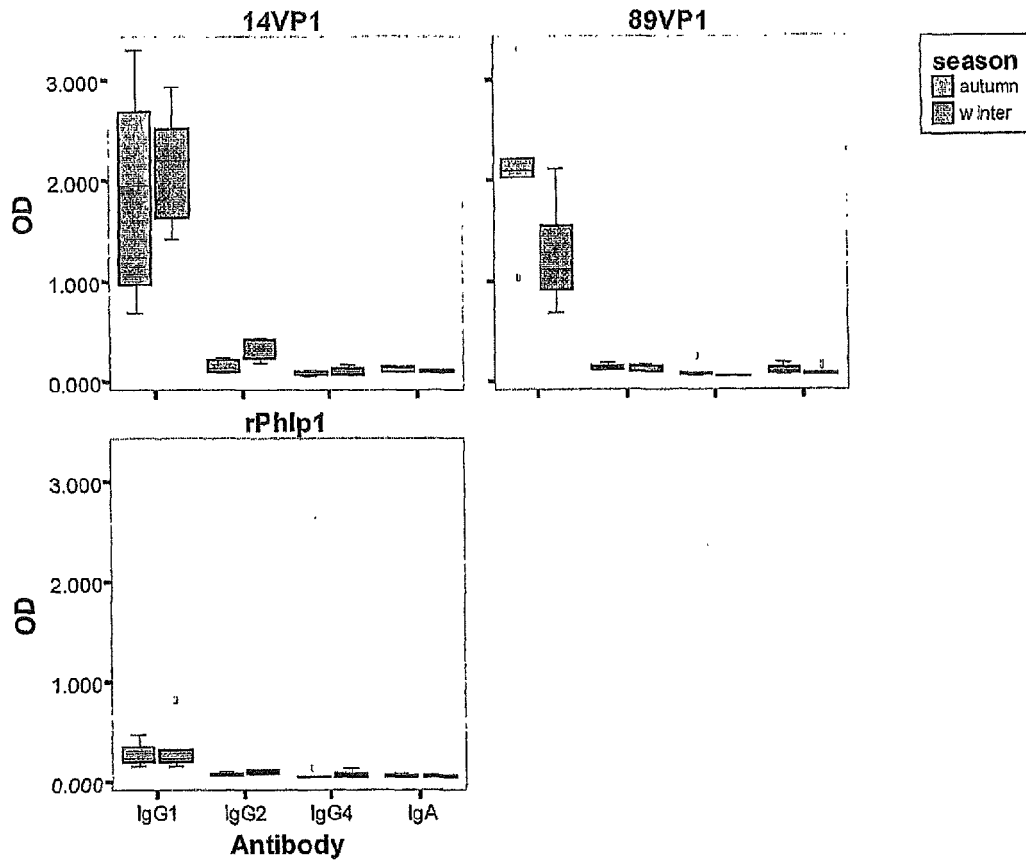 14VP1
89VP1
season
autumn
winter
OD
3.000
2.000
1.000
0.000
rPhlp1
OD
3.000
2.000
1.000
0.000
IgG1
IgG2
IgG4
IgA
Antibody